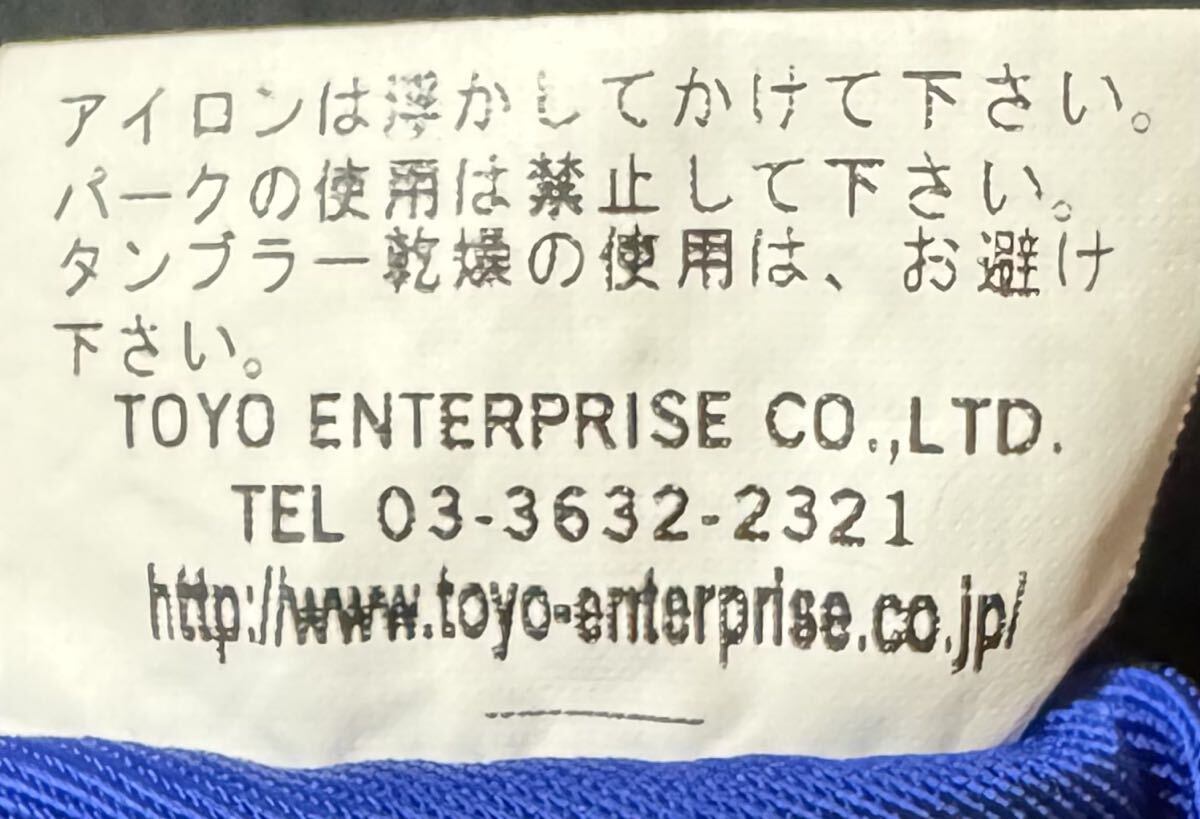 アイロンは浮かしてかけて下さい。
パークの使用は禁止して下さい。
タンブラー乾燥の使用は、お避け
下さい。
TOYO ENTERPRISE CO.,LTD.
TEL 03-3632-2321
http://www.toyo-enterprise.co.jp/